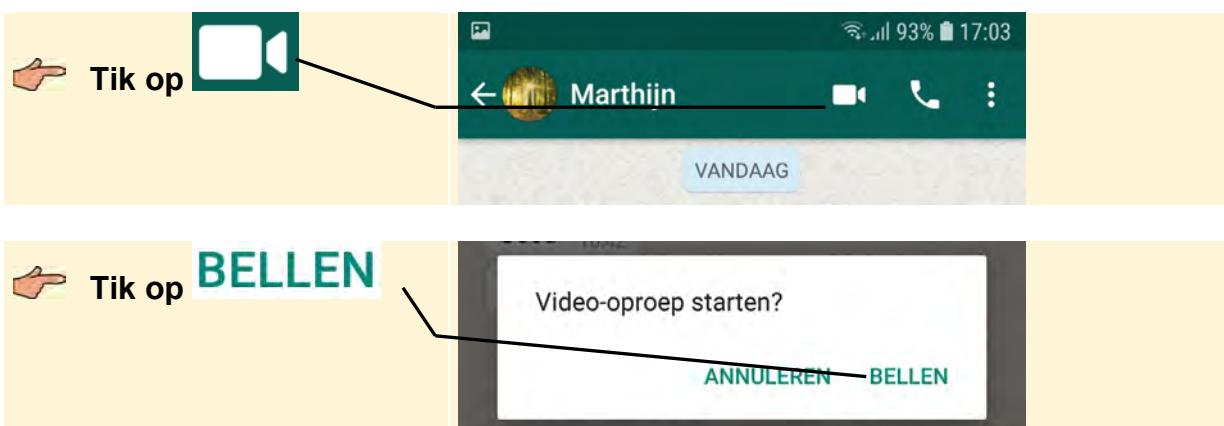 93% 17:03
Tik op
Marthijn
VANDAAG
Tik op BELLEN
Video-oproep starten?
ANNULEREN BELLEN